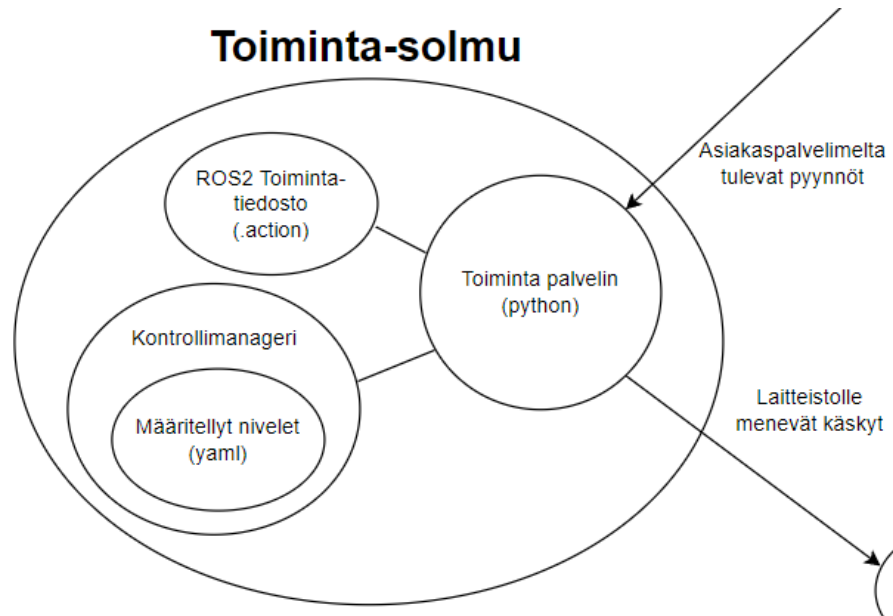 Toiminta-solmu
Asiakaspalvelimelta
tulevat pyynnöt
ROS2 Toiminta-
tiedosto
(.action)
Toiminta palvelin
(python)
Kontrollimanageri
Määritellyt nivelet
(yaml)
Laitteistolle
menevät käskyt